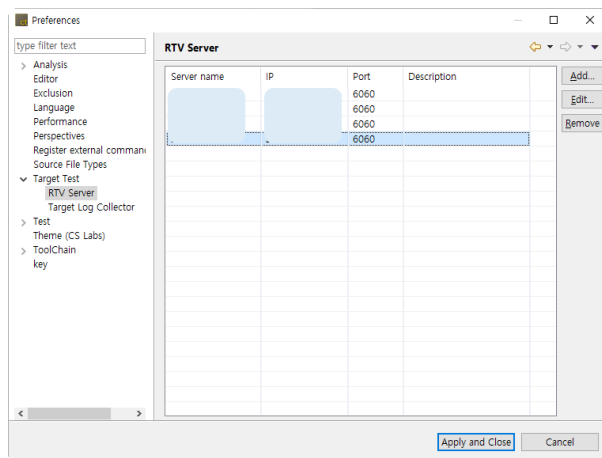 Preferences
type filter text
RTV Server
Analysis
Editor
Exclusion
Language
Performance
Perspectives
Register external comman
Source File Types
Target Test
RTV Server
Target Log Collector
Test
Theme (CS Labs)
ToolChain
key
Server name IP Port Description
6060
6060
6060
6060
Add...
Edit...
Remove
Apply and Close Cancel